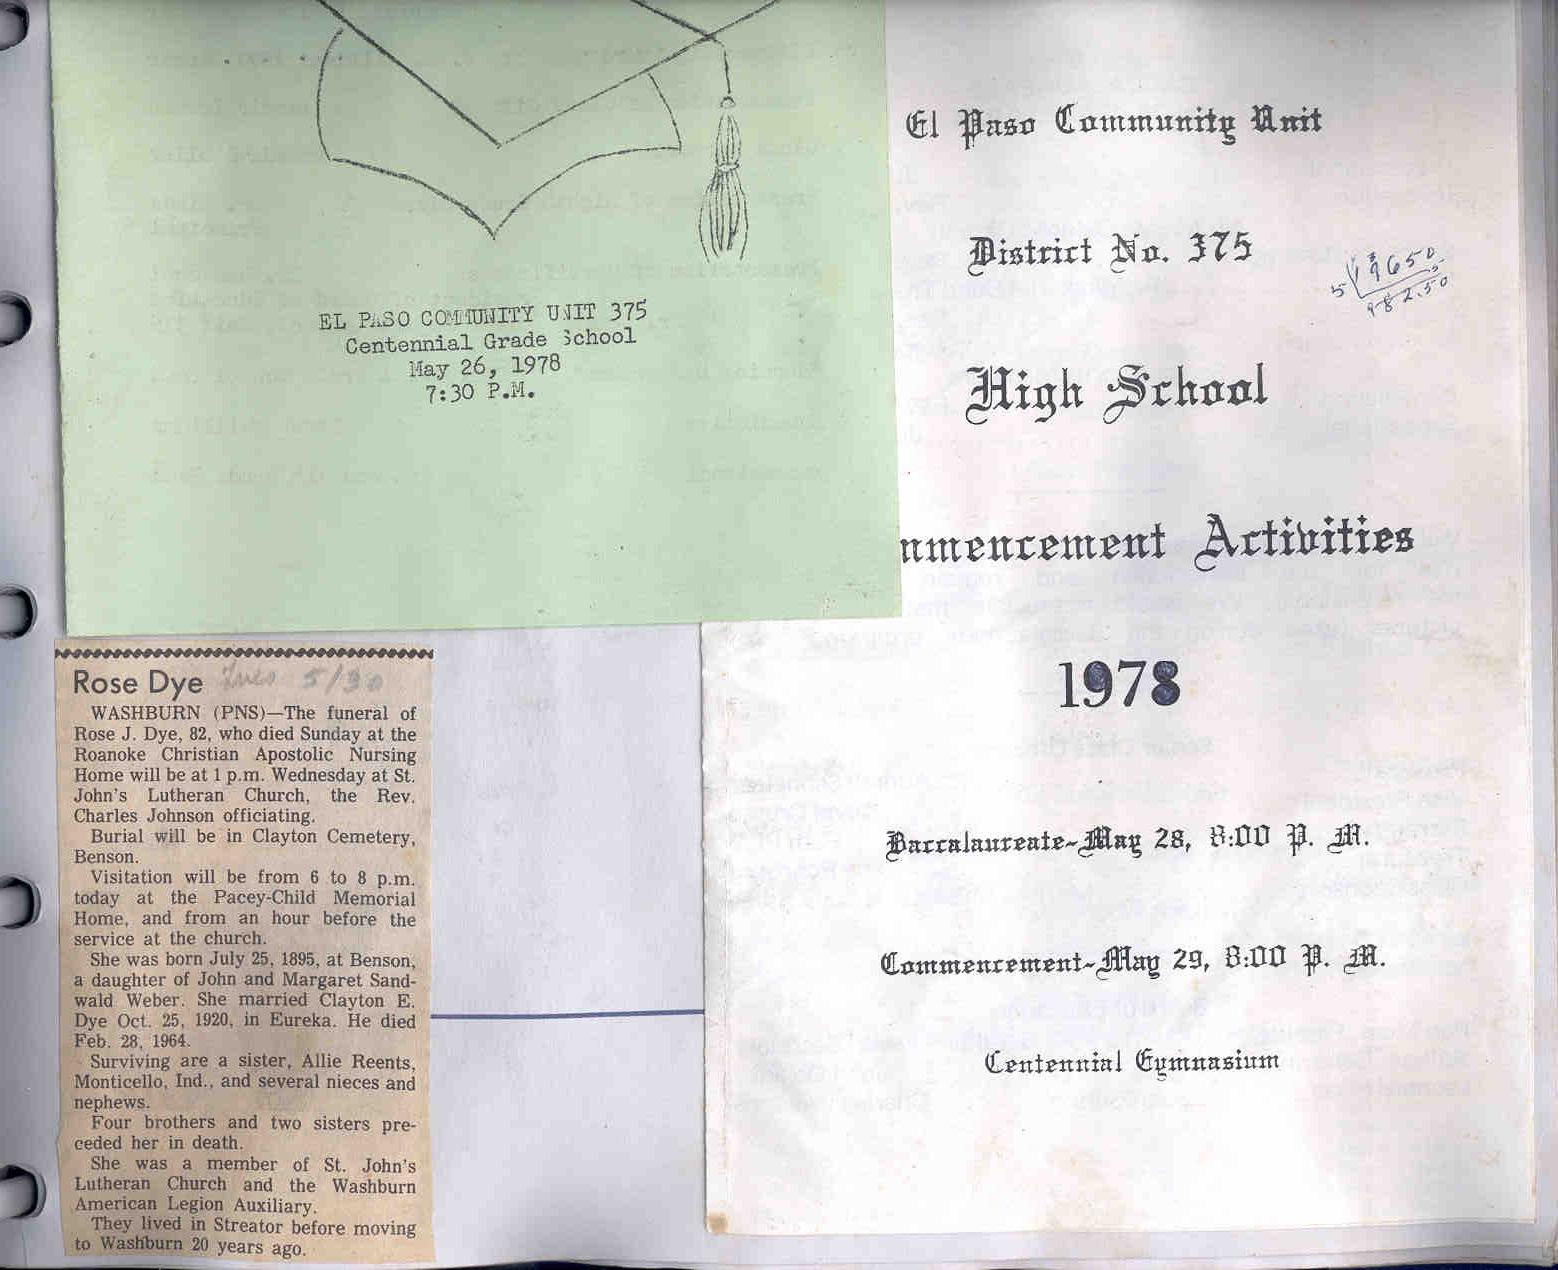 EL PASO COMMUNITY UNIT 375
Centennial Grade School
May 26, 1978
7:30 P.M.
El Paso Community Unit
District No. 375
High School
mmencement Activities
1978
Baccalaureate-May 28, 8:00 P. M.
Commencement-May 29, 8:00 P. M.
Centennial Gymnasium
Rose Dye Tues 5/30
WASHBURN (PNS)—The funeral of
Rose J. Dye, 82, who died Sunday at the
Roanoke Christian Apostolic Nursing
Home will be at 1 p.m. Wednesday at St.
John's Lutheran Church, the Rev.
Charles Johnson officiating.
Burial will be in Clayton Cemetery,
Benson.
Visitation will be from 6 to 8 p.m.
today at the Pacey-Child Memorial
Home, and from an hour before the
service at the church.
She was born July 25, 1895, at Benson,
a daughter of John and Margaret Sand-
wald Weber. She married Clayton E.
Dye Oct. 25, 1920, in Eureka. He died
Feb. 28, 1964.
Surviving are a sister, Allie Reents,
Monticello, Ind., and several nieces and
nephews.
Four brothers and two sisters pre-
ceded her in death.
She was a member of St. John's
Lutheran Church and the Washburn
American Legion Auxiliary.
They lived in Streator before moving
to Washburn 20 years ago.